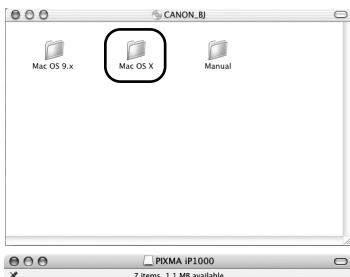 CANON_BJ
Mac OS 9.x
Mac OS X
Manual
PIXMA iP1000
7 items, 1.1 MB available